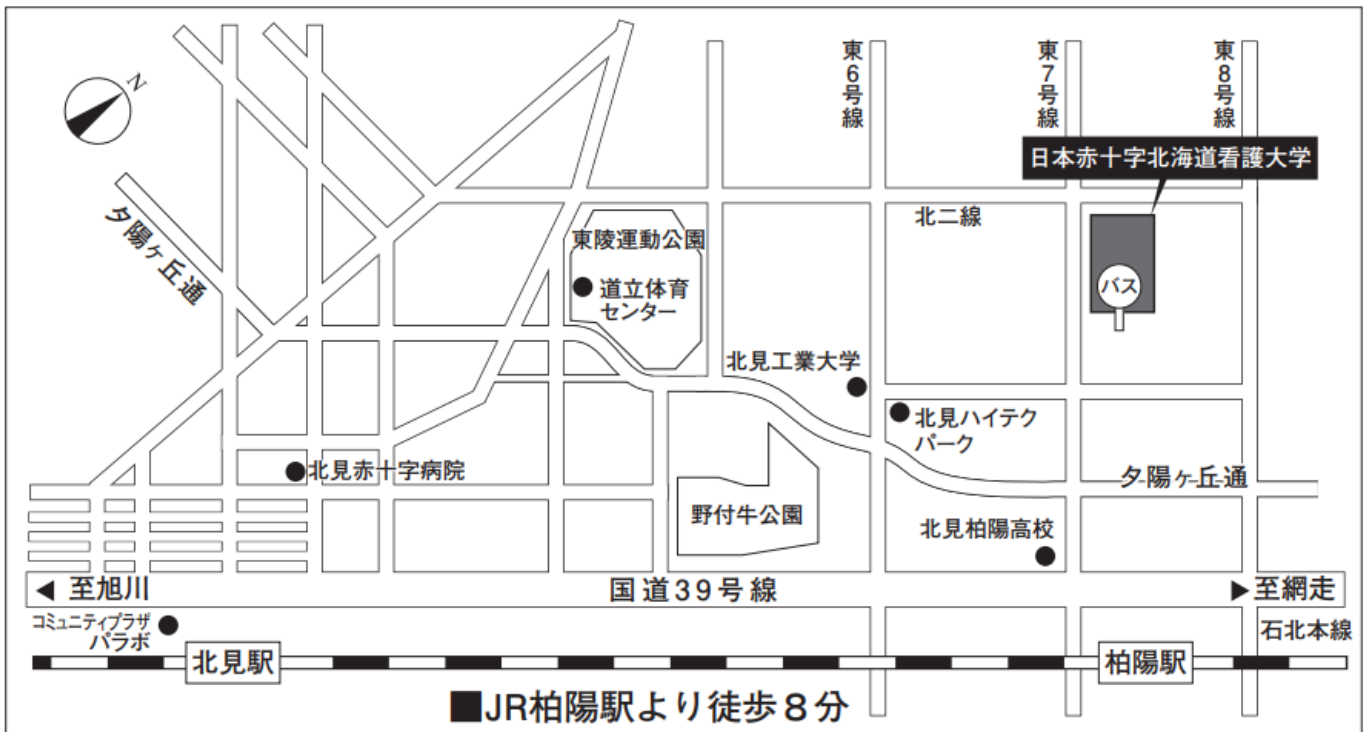 N
東6号線
東7号線
東8号線
日本赤十字北海道看護大学
夕陽ヶ丘通
北二線
東陵運動公園
道立体育
センター
バス
北見工業大学
北見ハイテク
パーク
北見赤十字病院
夕陽ヶ丘通
野付牛公園
北見柏陽高校
◀ 至旭川
国道39号線
▶至網走
コミュニティプラザ
パラボ
石北本線
北見駅
柏陽駅
■JR柏陽駅より徒歩8分